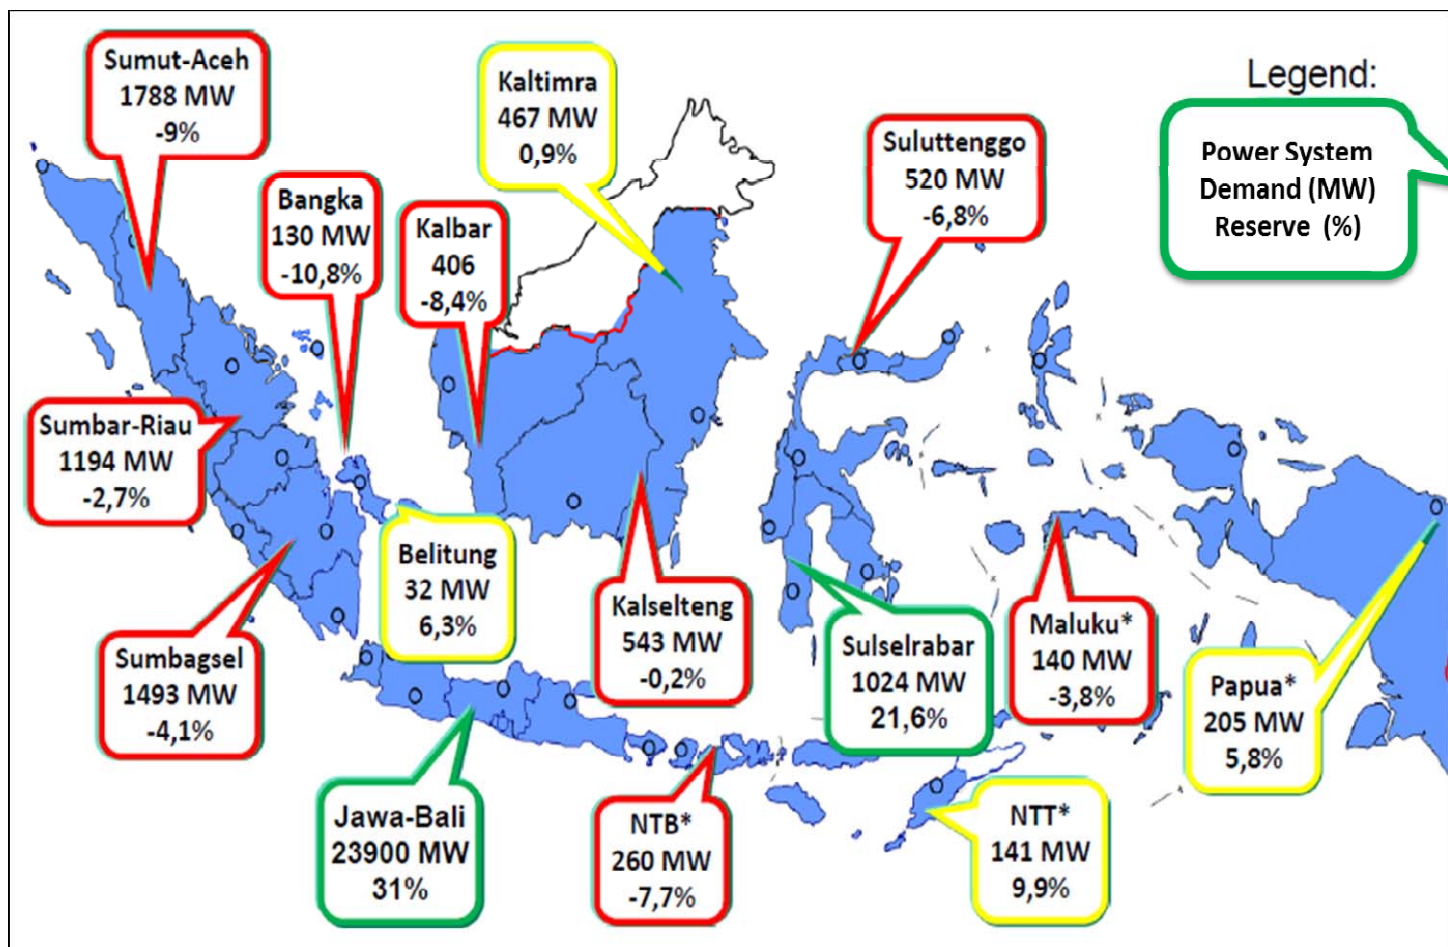 Sumut-Aceh
1788 MW
-9%
Kaltimra
467 MW
0,9%
Legend:
Power System
Demand (MW)
Reserve (%)
Suluttenggo
520 MW
-6,8%
Bangka
130 MW
-10,8%
Kalbar
406
-8,4%
Sumbar-Riau
1194 MW
-2,7%
Belitung
32 MW
6,3%
Kalselteng
543 MW
-0,2%
Sulselrabar
1024 MW
21,6%
Maluku*
140 MW
-3,8%
Papua*
205 MW
5,8%
Sumbagsel
1493 MW
-4,1%
Jawa-Bali
23900 MW
31%
NTB*
260 MW
-7,7%
NTT*
141 MW
9,9%